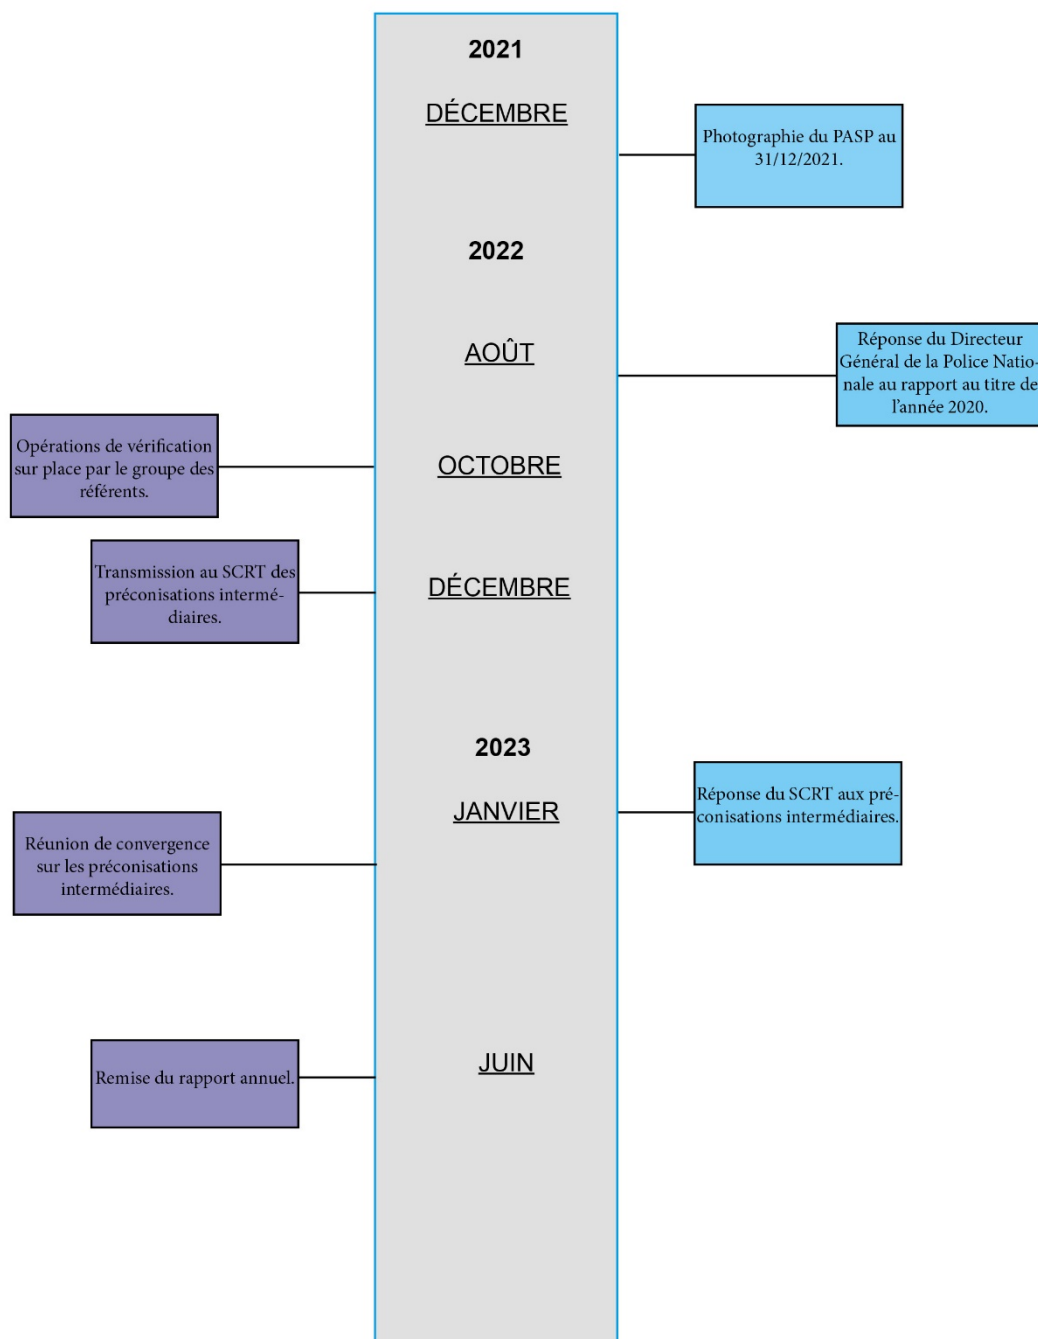 2021
DÉCEMBRE
Photographie du PASP au
31/12/2021.
2022
AOÛT
Réponse du Directeur
Général de la Police Natio-
nale au rapport au titre de
l'année 2020.
Opérations de vérification
sur place par le groupe des
référents.
OCTOBRE
Transmission au SCRT des
préconisations intermé-
diaires.
DÉCEMBRE
2023
JANVIER
Réponse du SCRT aux pré-
conisations intermédiaires.
Réunion de convergence
sur les préconisations
intermédiaires.
Remise du rapport annuel.
JUIN